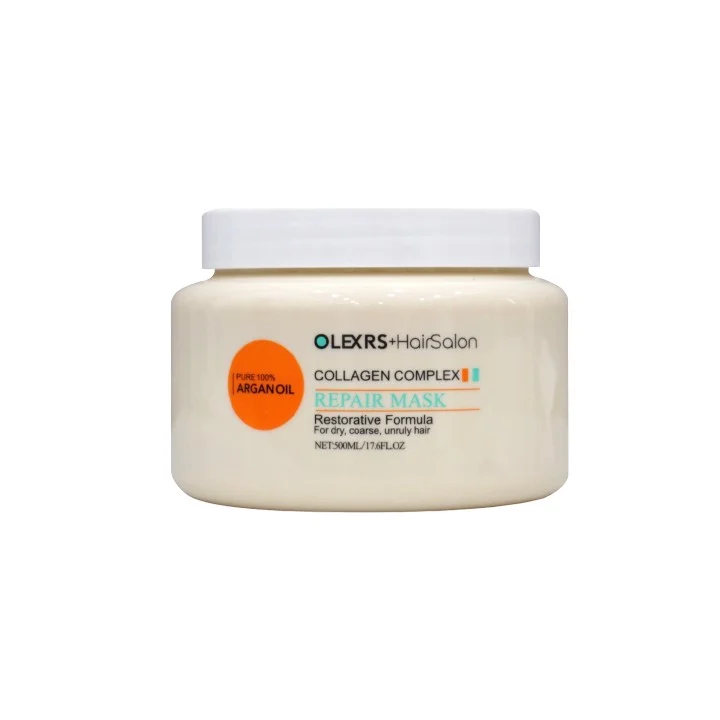 OLEXRS+HairSalon
PURE 100%
ARGAN OIL
COLLAGEN COMPLEX
REPAIR MASK
Restorative Formula
For dry, coarse, unruly hair
NET:500ML/17.6FL.OZ